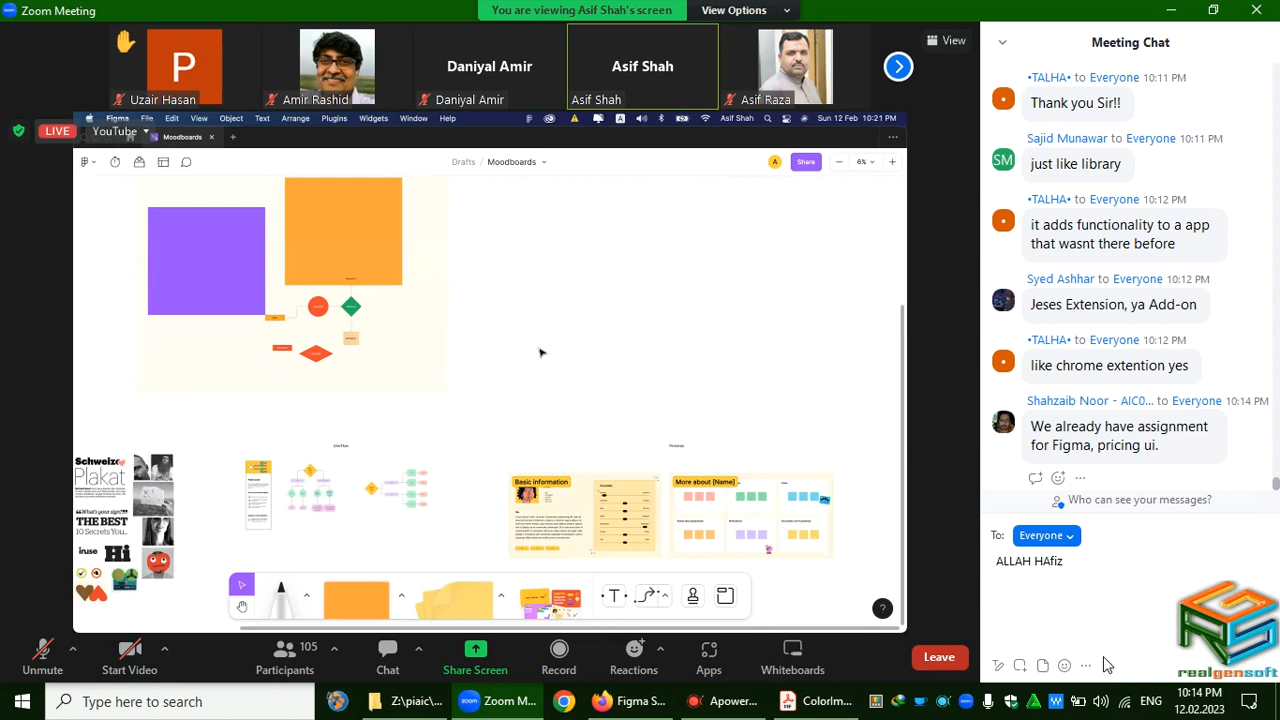 Zoom Meeting
You are viewing Asif Shah's screen
View Options
P
Uzair Hasan
Amir Rashid
Daniyal Amir
Daniyal Amir
Asif Shah
Asif Shah
Asif Raza
View
Figma File Edit Object Text Arrange Plugins Widgets Window Help
Asif Shah
Sun 12 Feb 10:21 PM
LIVE
YouTube
Moodboards
Drafts / Moodboards
A
Share
6%
Schweizer
Plakat
"What's your sign?"
THE BEST
10 Secrets You...
iruse
Hi
Basic information
More about [Name]
T
?
Meeting Chat
•TALHA• to Everyone 10:11 PM
Thank you Sir!!
Sajid Munawar to Everyone 10:11 PM
SM
just like library
•TALHA• to Everyone 10:12 PM
it adds functionality to a app
that wasnt there before
Syed Ashhar to Everyone 10:12 PM
Jeses Extension, ya Add-on
•TALHA• to Everyone 10:12 PM
like chrome extention yes
Shahzaib Noor - AIC0... to Everyone 10:14 PM
We already have assignment
for Figma, pricing ui.
Who can see your messages?
To: Everyone
ALLAH HAfiz
realgensoft
Unmute
Start Video
105
Participants
Chat
Share Screen
Record
Reactions
Apps
Whiteboards
Leave
Type here to search
Z:\piaic\...
Zoom M...
Figma S...
Apower...
ColorIm...
ENG
10:14 PM
12.02.2023